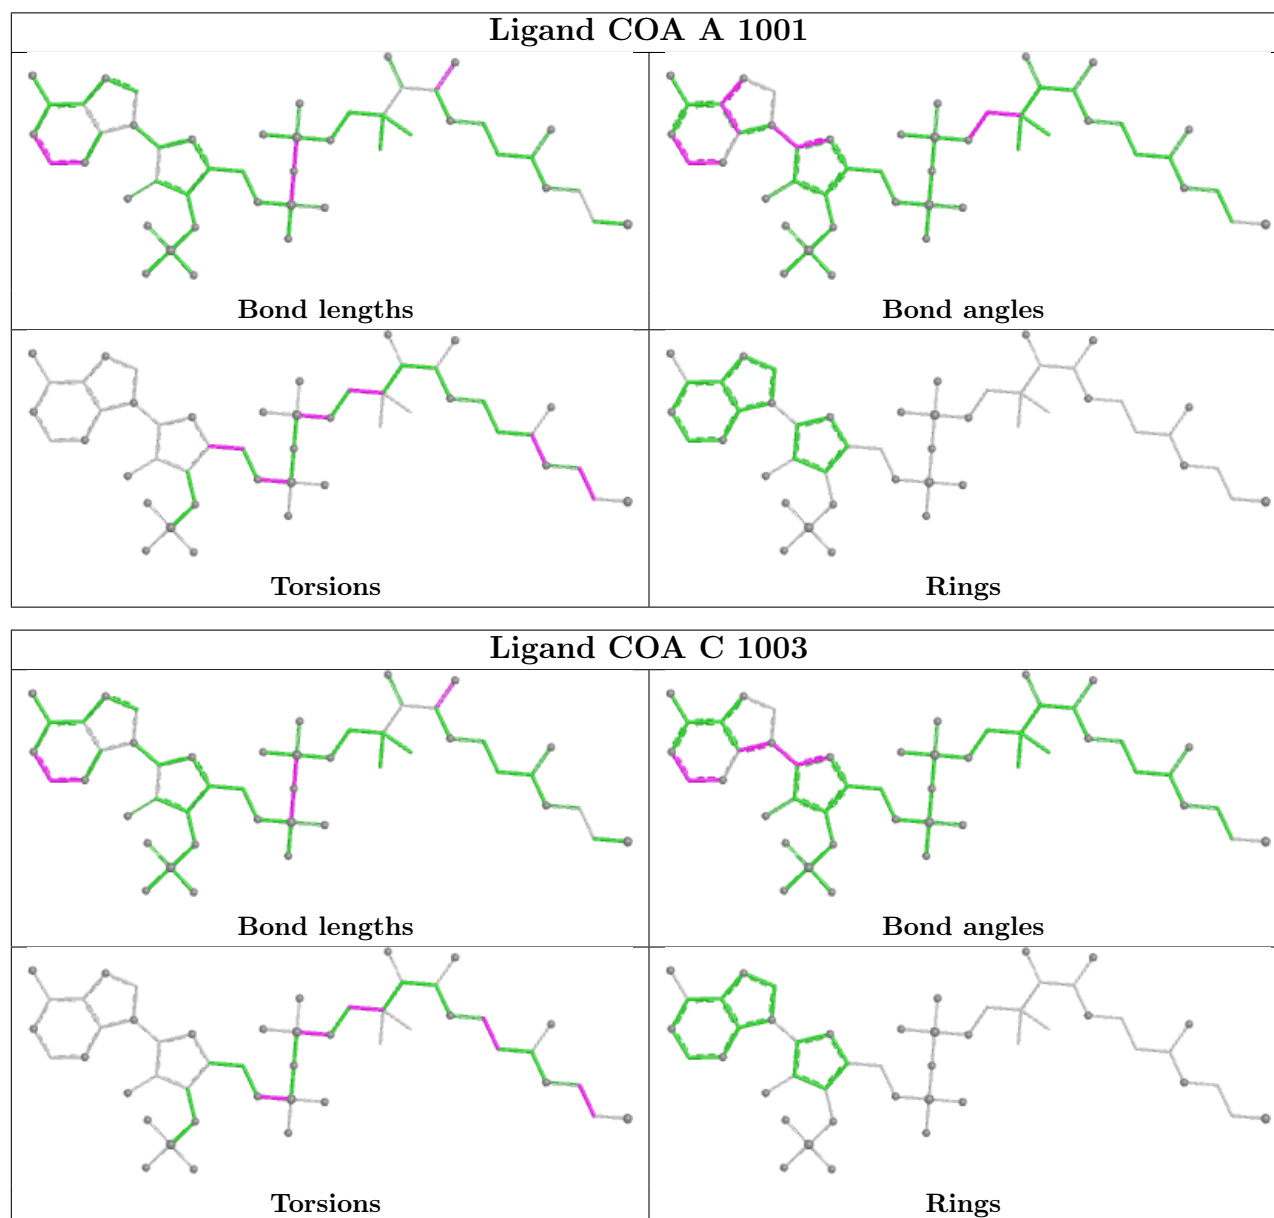 Ligand COA A 1001
Bond lengths
Bond angles
Torsions
Rings
Ligand COA C 1003
Bond lengths
Bond angles
Torsions
Rings